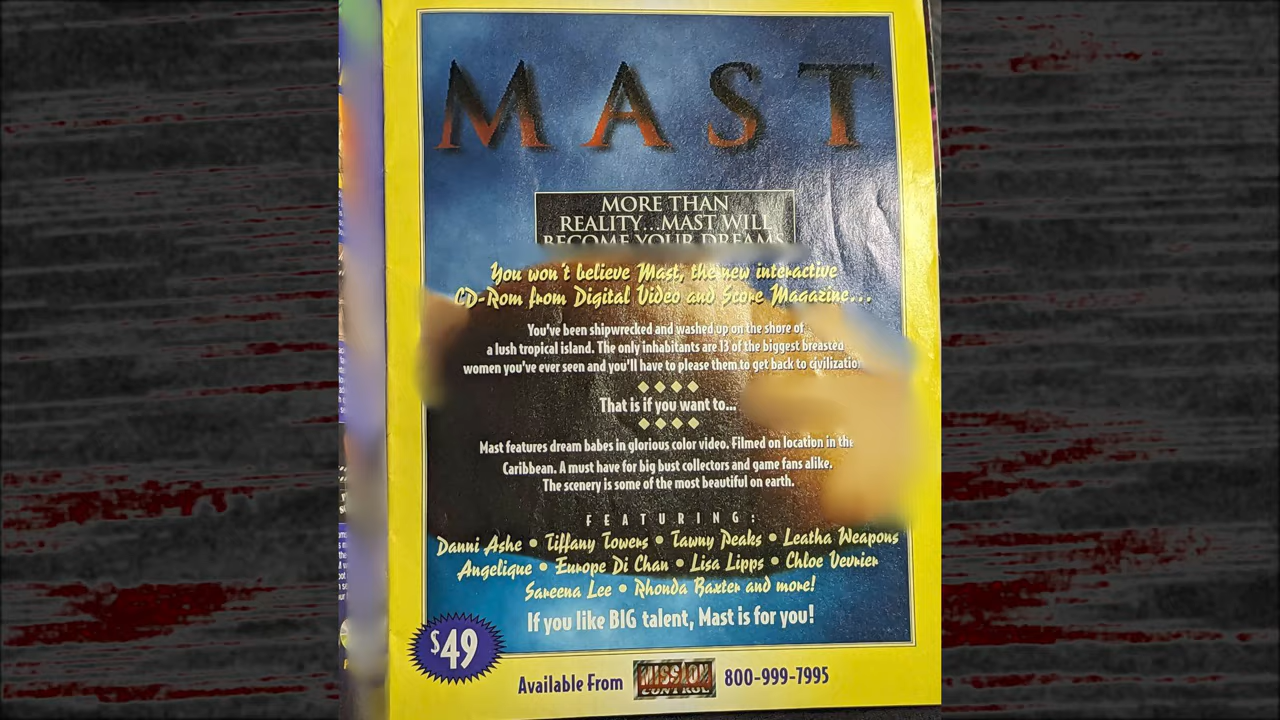 MAST
MORE THAN
REALITY...MAST WILL
BECOME YOUR DREAMS
You won't believe Mast, the new interactive
CD-Rom from Digital Video and Score Magazine...
You've been shipwrecked and washed up on the shore of
a lush tropical island. The only inhabitants are 13 of the biggest breasted
women you've ever seen and you'll have to please them to get back to civilization
That is if you want to...
Mast features dream babes in glorious color video. Filmed on location in the
Caribbean. A must have for big bust collectors and game fans alike.
The scenery is some of the most beautiful on earth.
FEATURING:
Danni Ashe • Tiffany Towers • Tawny Peaks • Leatha Weapons
Angelique • Europe Di Chan • Lisa Lipps • Chloe Vevrier
Sareena Lee • Rhonda Baxter and more!
If you like BIG talent, Mast is for you!
$49
Available From MISSION CONTROL 800-999-7995